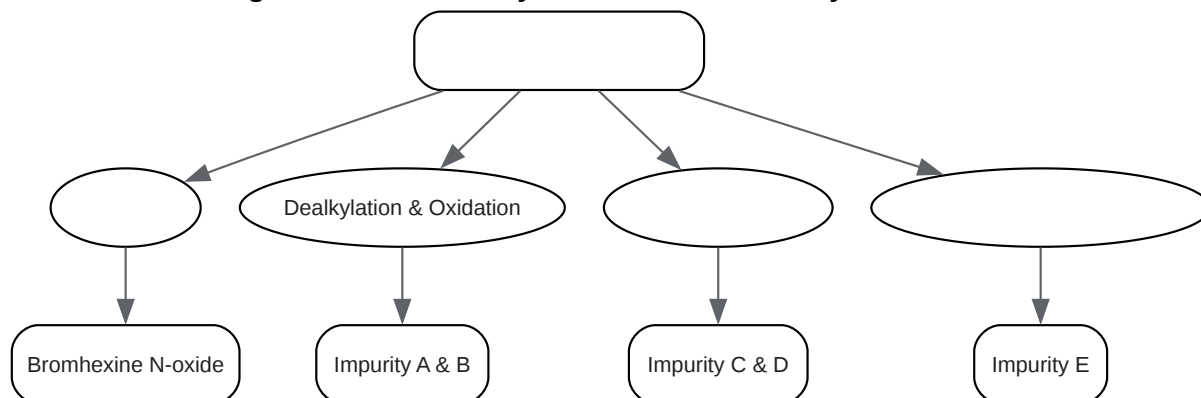 Dealkylation & Oxidation
Bromhexine N-oxide
Impurity A & B
Impurity C & D
Impurity E